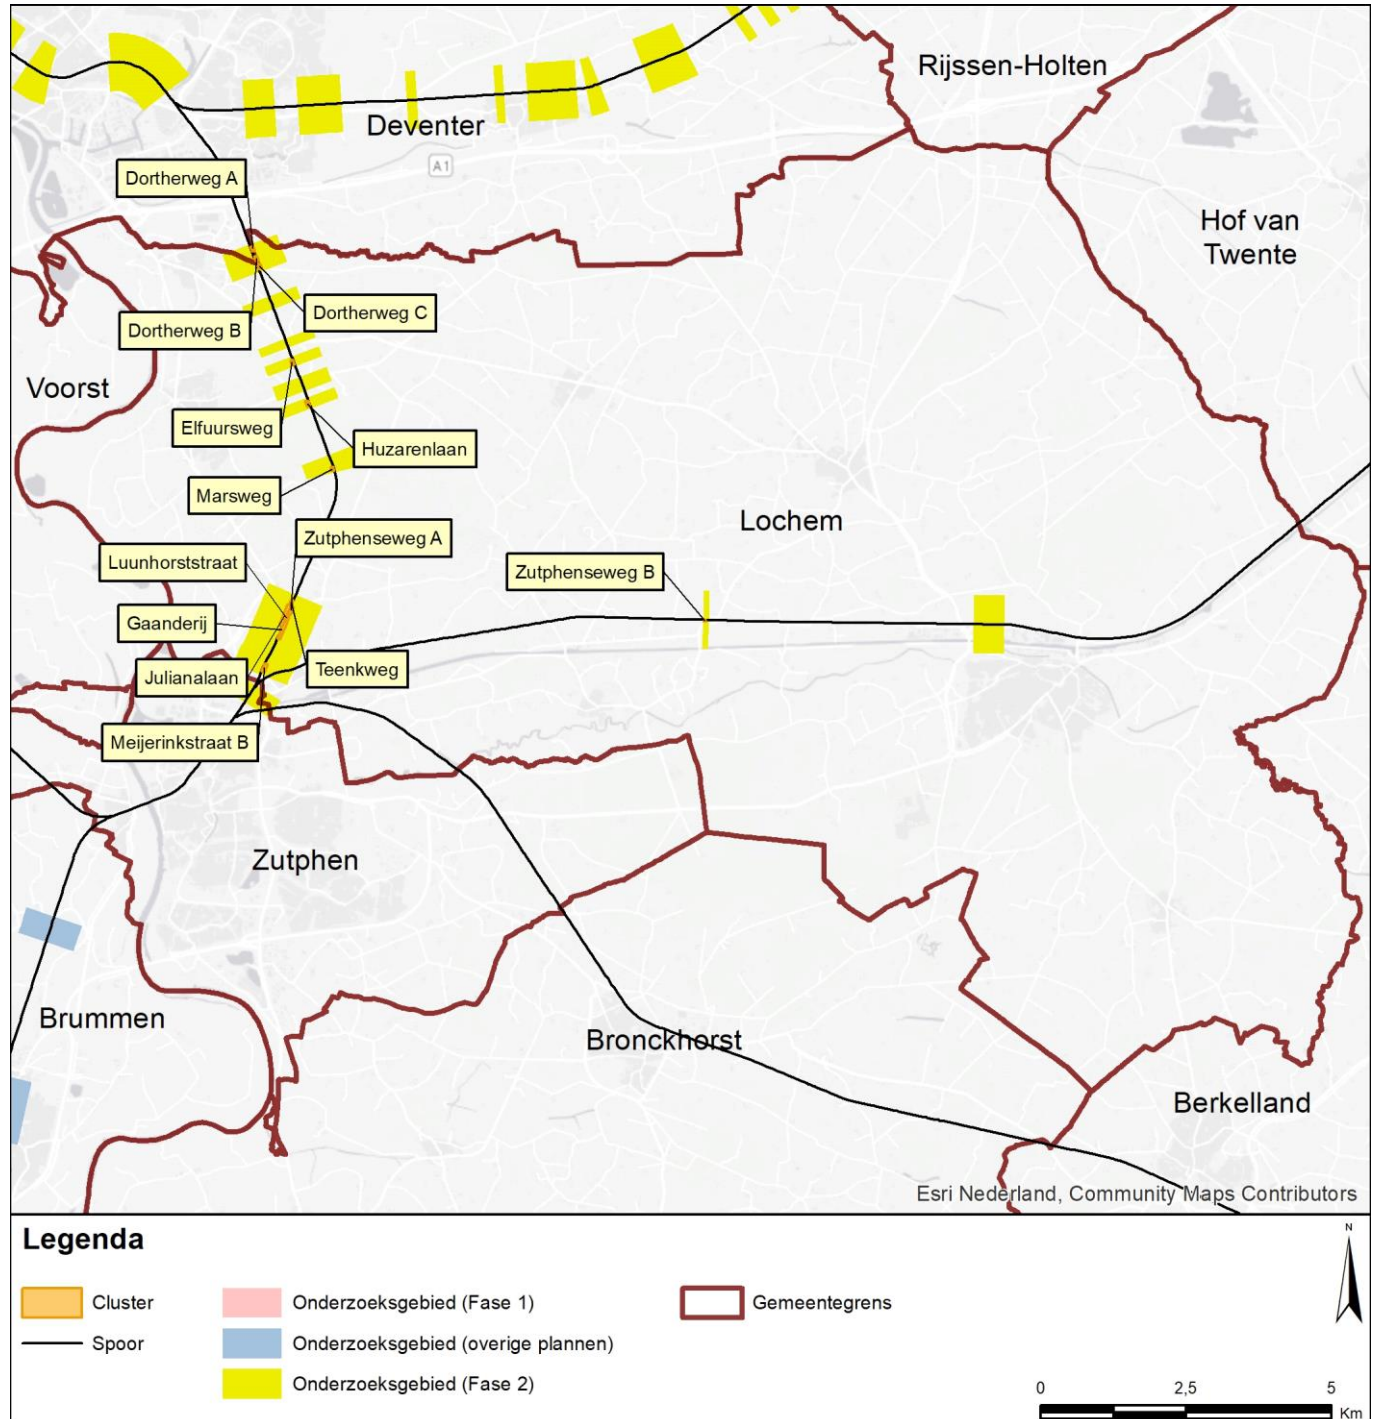 Rijssen-Holten
Deventer
A1
Dortherweg A
Hof van
Twente
Dortherweg C
Dortherweg B
Voorst
Elfuursweg
Huzarenlaan
Marsweg
Lochem
Zutphenseweg A
Luunhorststraat
Zutphenseweg B
Gaanderij
Teenkweg
Julianalaan
Meijerinkstraat B
Zutphen
Brummen
Bronckhorst
Berkelland
Esri Nederland, Community Maps Contributors
Legenda
N
Cluster
Onderzoeksgebied (Fase 1)
Gemeentegrens
Spoor
Onderzoeksgebied (overige plannen)
Onderzoeksgebied (Fase 2)
0 2,5 5
Km